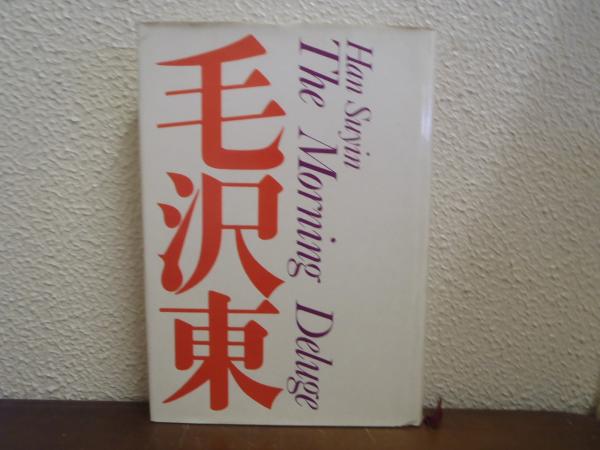 毛沢東
Han Suyin
The Morning Deluge